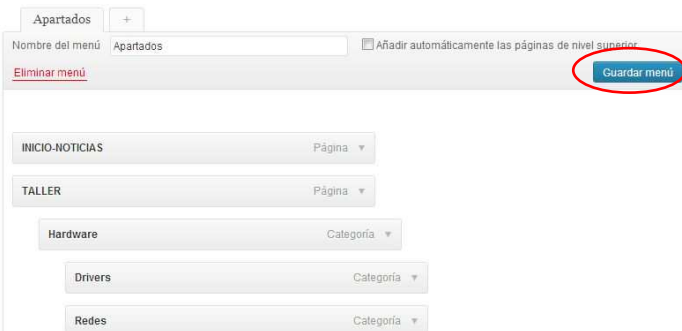 Apartados +
Nombre del menú Apartados Añadir automáticamente las páginas de nivel superior
Eliminar menú Guardar menú
INICIO-NOTICIAS Página
TALLER Página
Hardware Categoría
Drivers Categoría
Redes Categoría